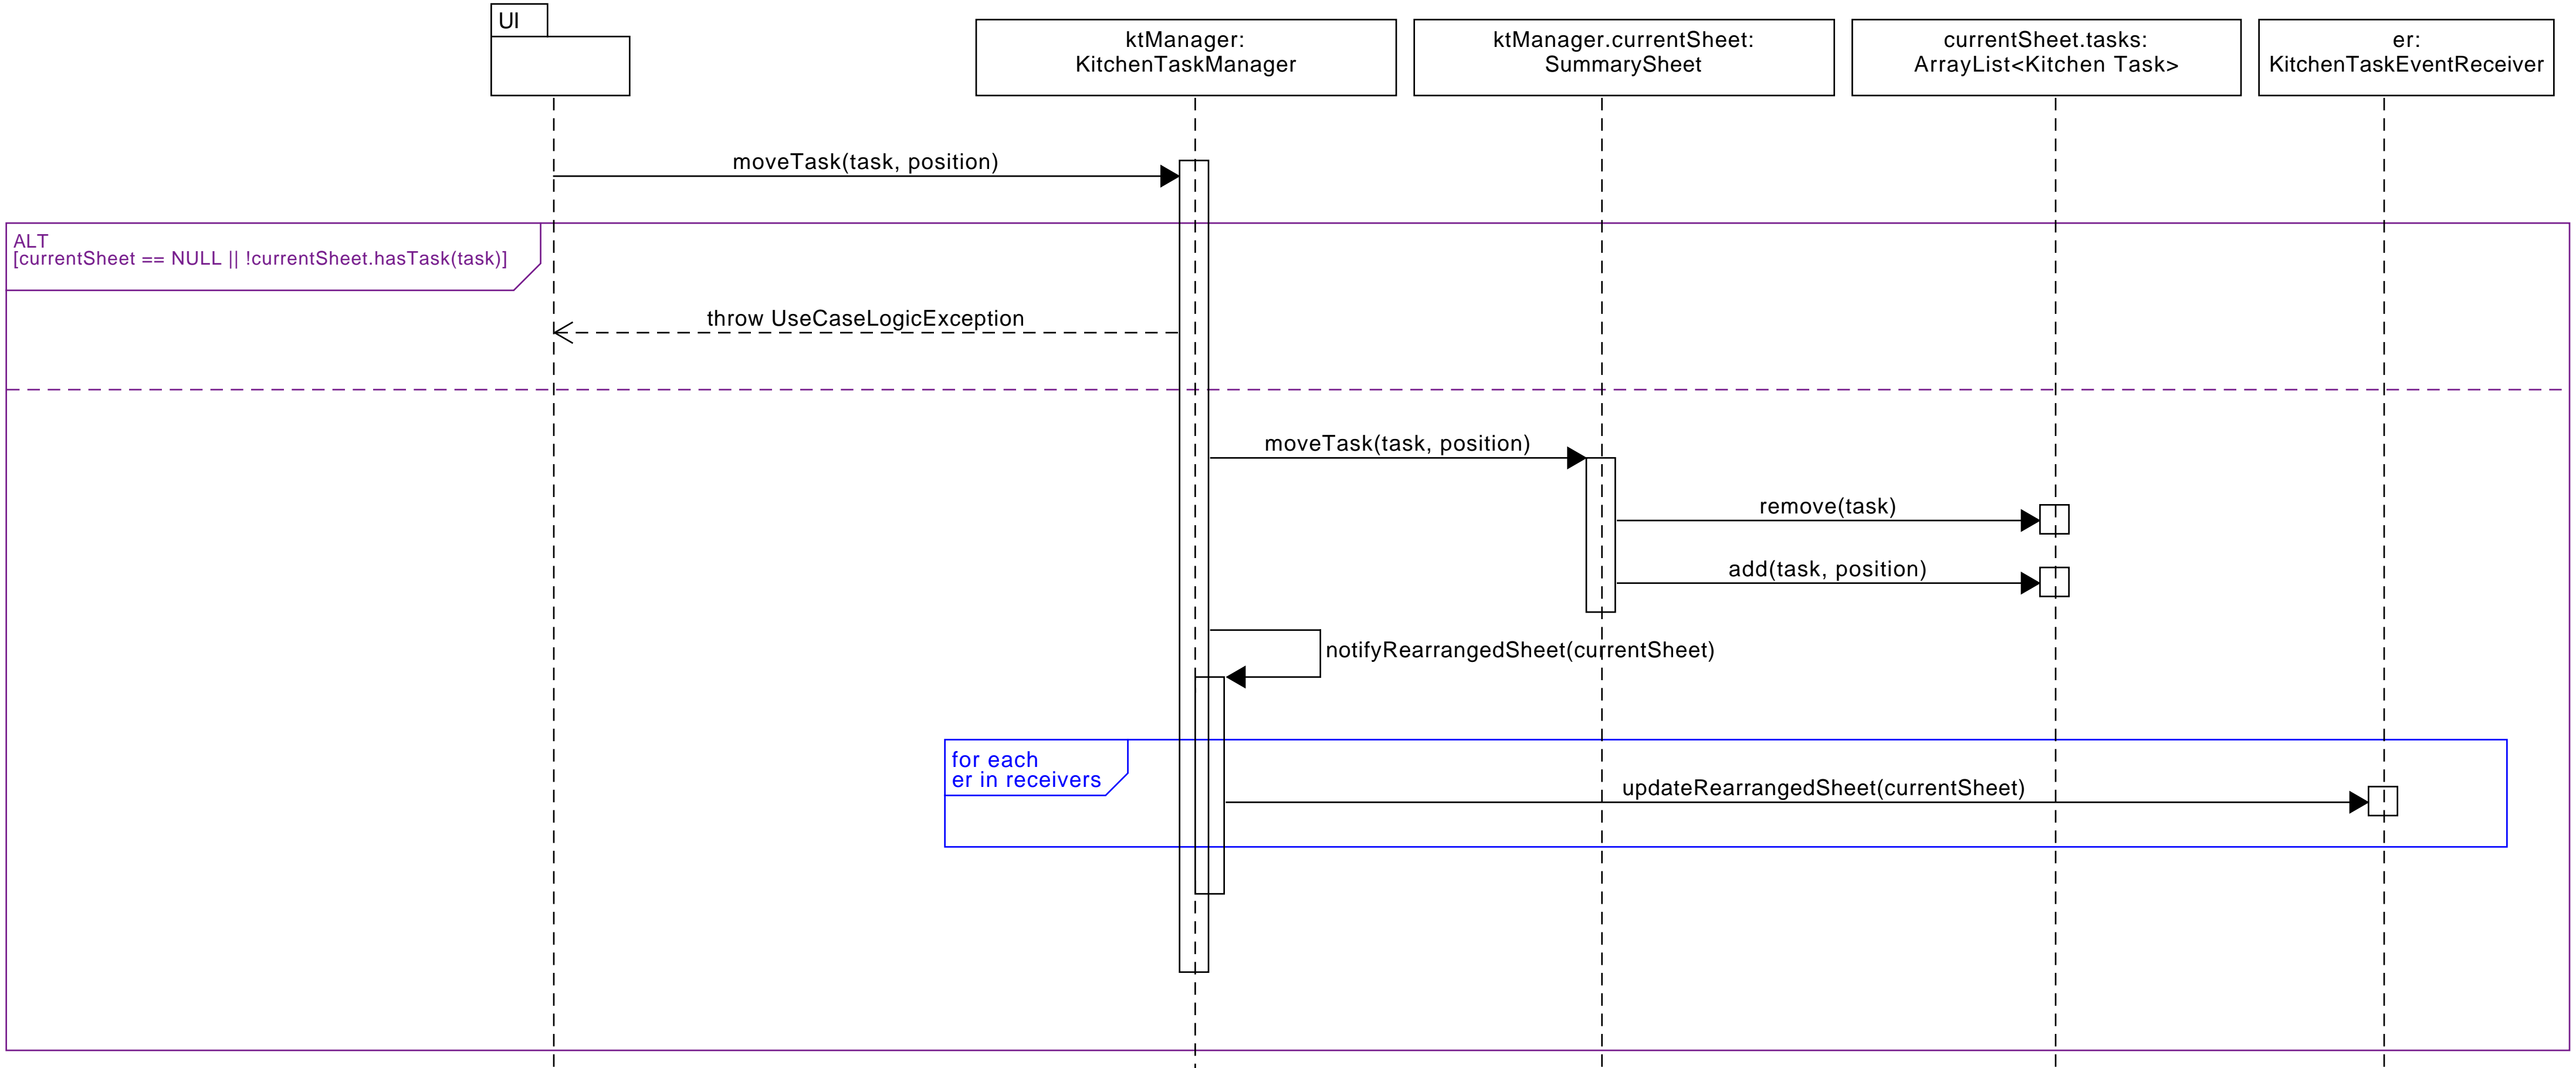 UI
ktManager:
KitchenTaskManager
ktManager.currentSheet:
SummarySheet
currentSheet.tasks:
ArrayList<Kitchen Task>
er:
KitchenTaskEventReceiver
moveTask(task, position)
ALT
[currentSheet == NULL || !currentSheet.hasTask(task)]
throw UseCaseLogicException
moveTask(task, position)
remove(task)
add(task, position)
notifyRearrangedSheet(currentSheet)
for each
er in receivers
updateRearrangedSheet(currentSheet)